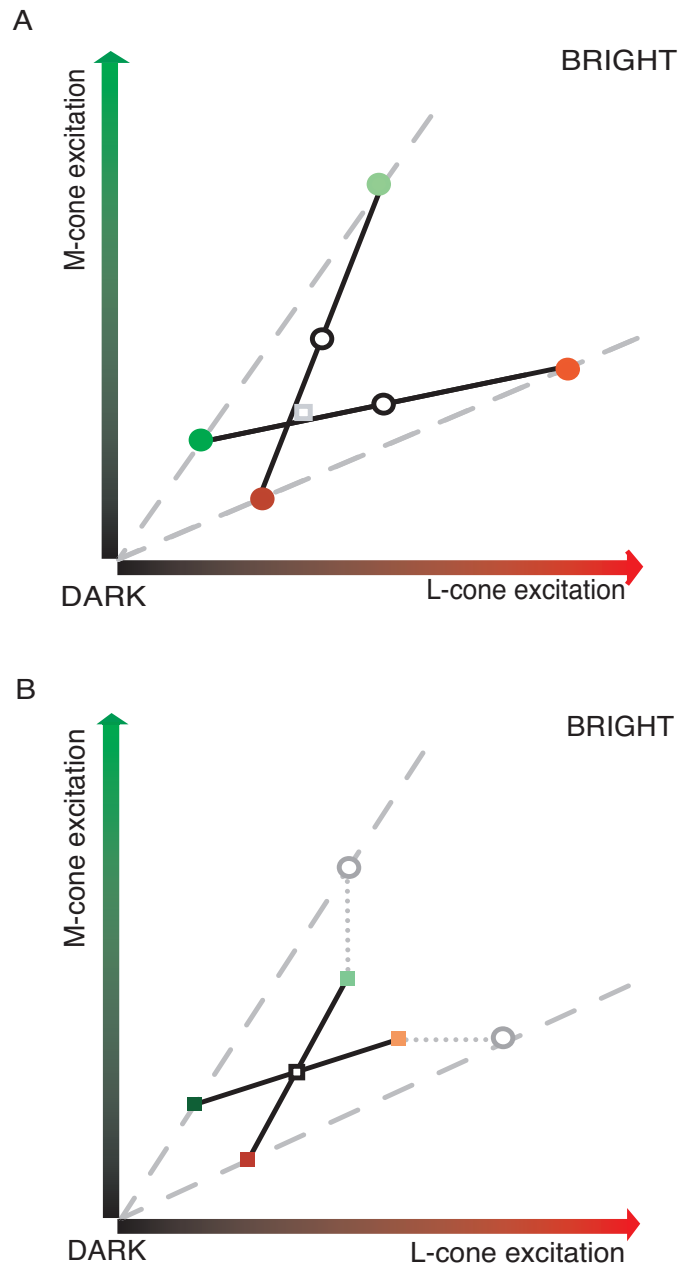 A
BRIGHT
M-cone excitation
DARK
L-cone excitation
B
BRIGHT
M-cone excitation
DARK
L-cone excitation